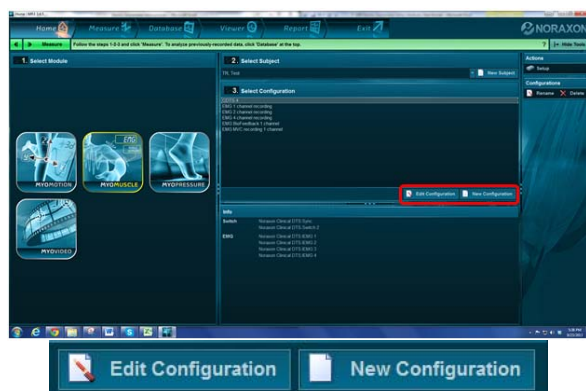 Home Measure Database Viewer Report Exit NORAXON
Measure Follow the steps 1-2-3 and click "Measure". To analyze previously recorded data, click "Database" at the top. ? Hide Tools
1. Select Module
2. Select Subject
TR, Test New Subject
3. Select Configuration
EMG 1 channel recording
EMG 4 channel recording
EMG 8 channel recording
EMG BioFeedback 1 channel
EMG MVC recording 1 channel
Edit Configuration New Configuration
Actions
Setup
Configurations
Rename Delete
MYOMOTION MYOMUSCLE MYOPRESSURE
MYOVIDEO
Info
Switch Noraxon Clinical DTS Sync
Noraxon Clinical DTS Switch 2
EMG Noraxon Clinical DTS EMG 1
Noraxon Clinical DTS EMG 2
Noraxon Clinical DTS EMG 3
Noraxon Clinical DTS EMG 4
Edit Configuration New Configuration